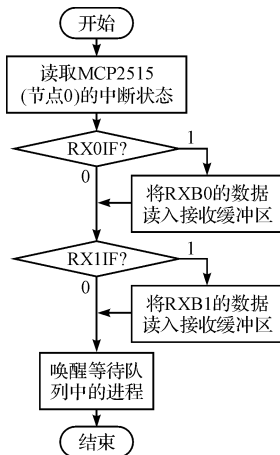 开始
读取MCP2515
(节点0)的中断状态
RX0IF?
1
0
将RXB0的数据
读入接收缓冲区
RX1IF?
1
0
将RXB1的数据
读入接收缓冲区
唤醒等待队
列中的进程
结束